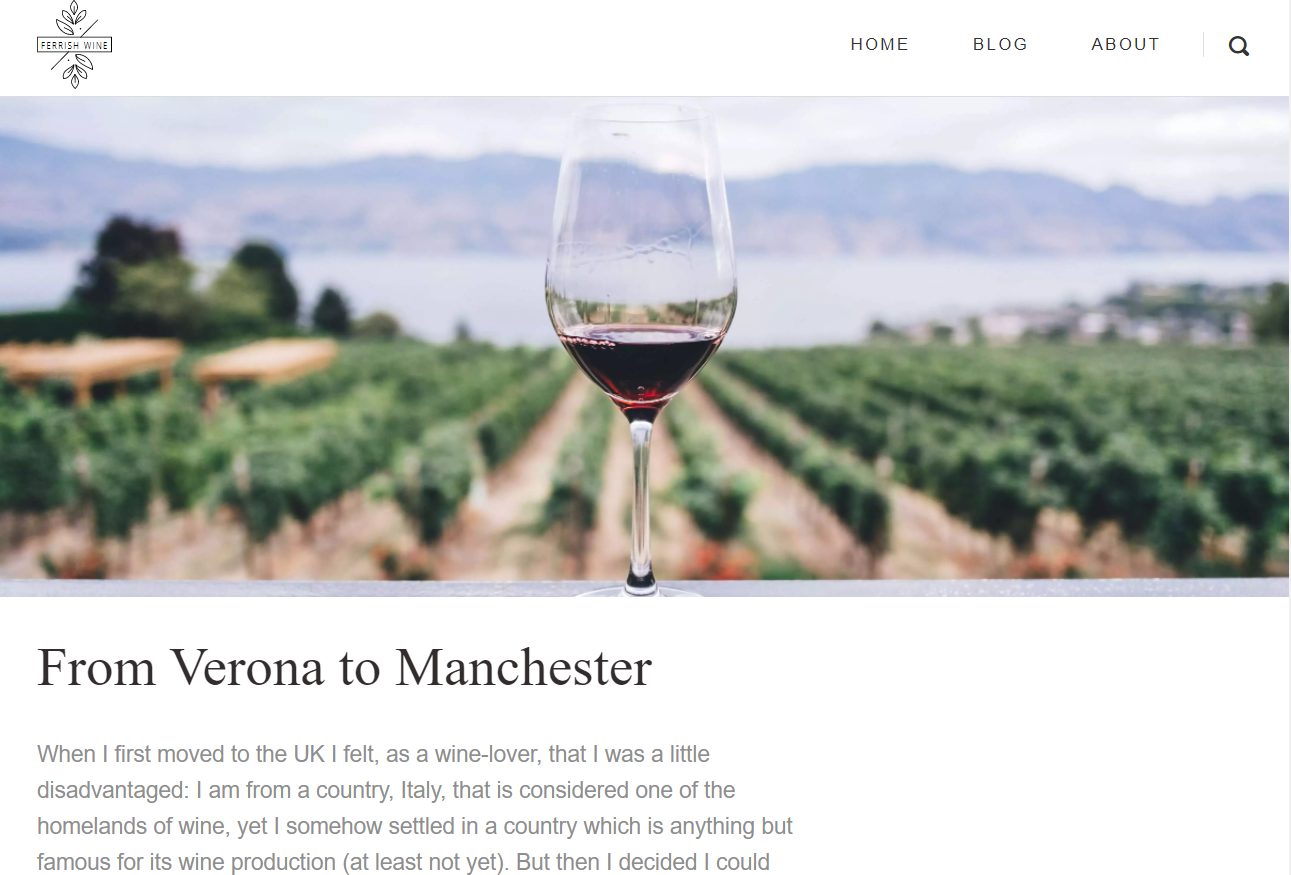 FERRISH WINE
HOME
BLOG
ABOUT
From Verona to Manchester
When I first moved to the UK I felt, as a wine-lover, that I was a little
disadvantaged: I am from a country, Italy, that is considered one of the
homelands of wine, yet I somehow settled in a country which is anything but
famous for its wine production (at least not yet). But then I decided I could